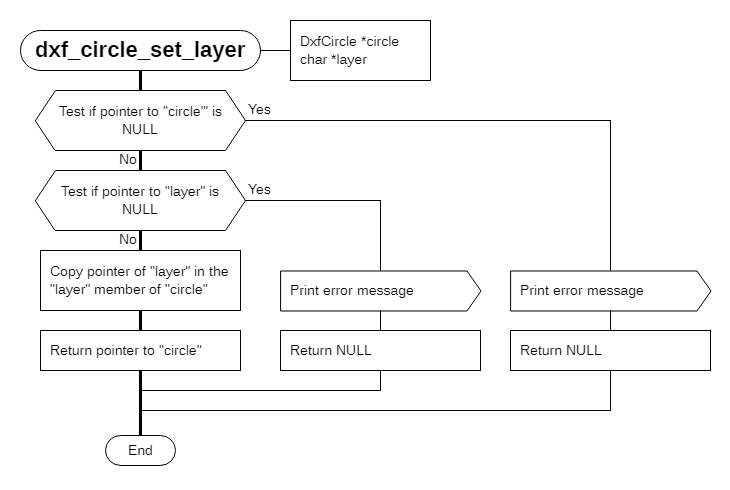 dxf_circle_set_layer
DxfCircle *circle
char *layer
Test if pointer to "circle'" is
NULL
Yes
No
Test if pointer to "layer" is
NULL
Yes
No
Copy pointer of "layer" in the
"layer" member of "circle"
Print error message
Print error message
Return pointer to "circle"
Return NULL
Return NULL
End